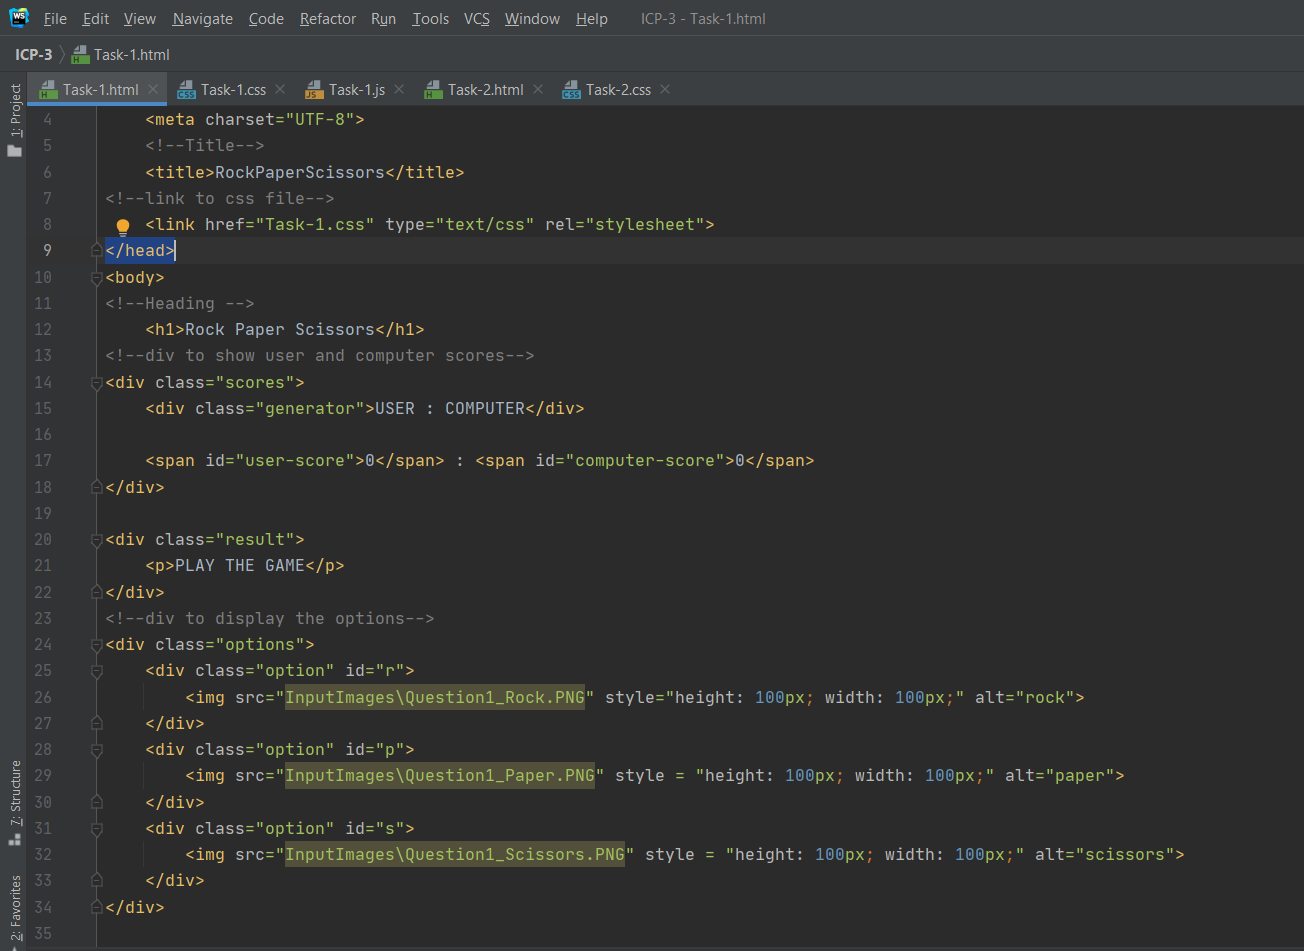 WS File Edit View Navigate Code Refactor Run Tools VCS Window Help ICP-3 - Task-1.html
ICP-3 Task-1.html
Task-1.html Task-1.css Task-1.js Task-2.html Task-2.css
1: Project
7: Structure
2: Favorites
4 <meta charset="UTF-8">
5 <!--Title-->
6 <title>RockPaperScissors</title>
7 <!--link to css file-->
8 <link href="Task-1.css" type="text/css" rel="stylesheet">
9 </head>
10 <body>
11 <!--Heading -->
12 <h1>Rock Paper Scissors</h1>
13 <!--div to show user and computer scores-->
14 <div class="scores">
15 <div class="generator">USER : COMPUTER</div>
16
17 <span id="user-score">0</span> : <span id="computer-score">0</span>
18 </div>
19
20 <div class="result">
21 <p>PLAY THE GAME</p>
22 </div>
23 <!--div to display the options-->
24 <div class="options">
25 <div class="option" id="r">
26 <img src="InputImages\Question1_Rock.PNG" style="height: 100px; width: 100px;" alt="rock">
27 </div>
28 <div class="option" id="p">
29 <img src="InputImages\Question1_Paper.PNG" style = "height: 100px; width: 100px;" alt="paper">
30 </div>
31 <div class="option" id="s">
32 <img src="InputImages\Question1_Scissors.PNG" style = "height: 100px; width: 100px;" alt="scissors">
33 </div>
34 </div>
35